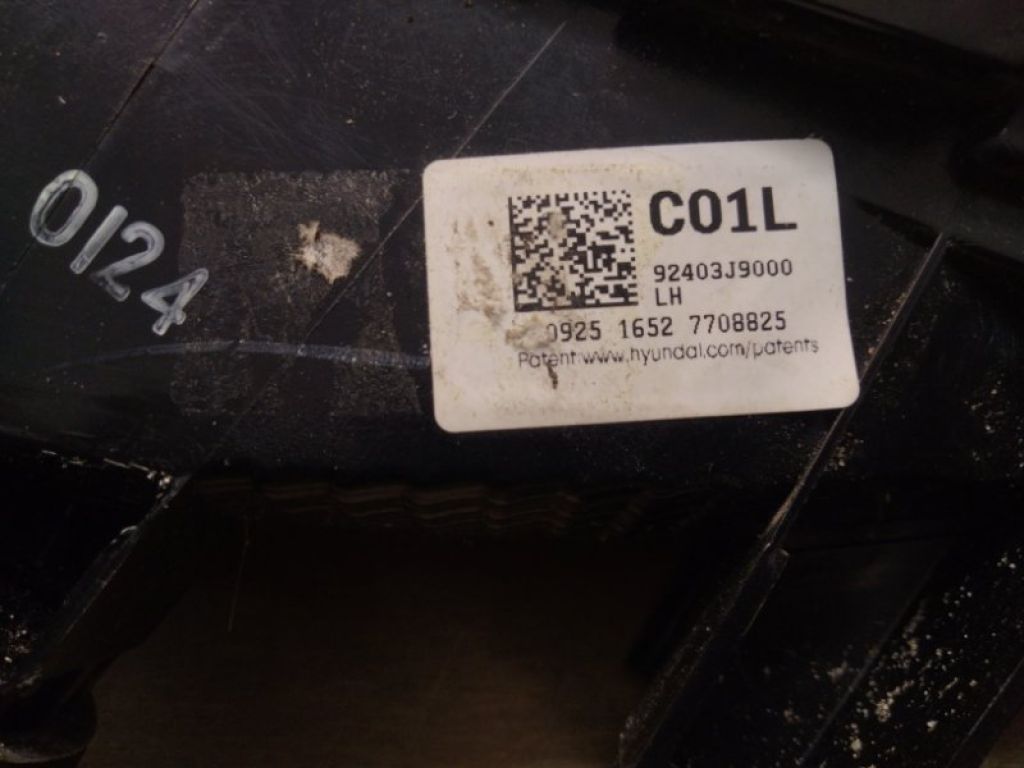 0124
C01L
92403J9000
LH
0925 1652 7708825
Patent:www.hyundai.com/patents